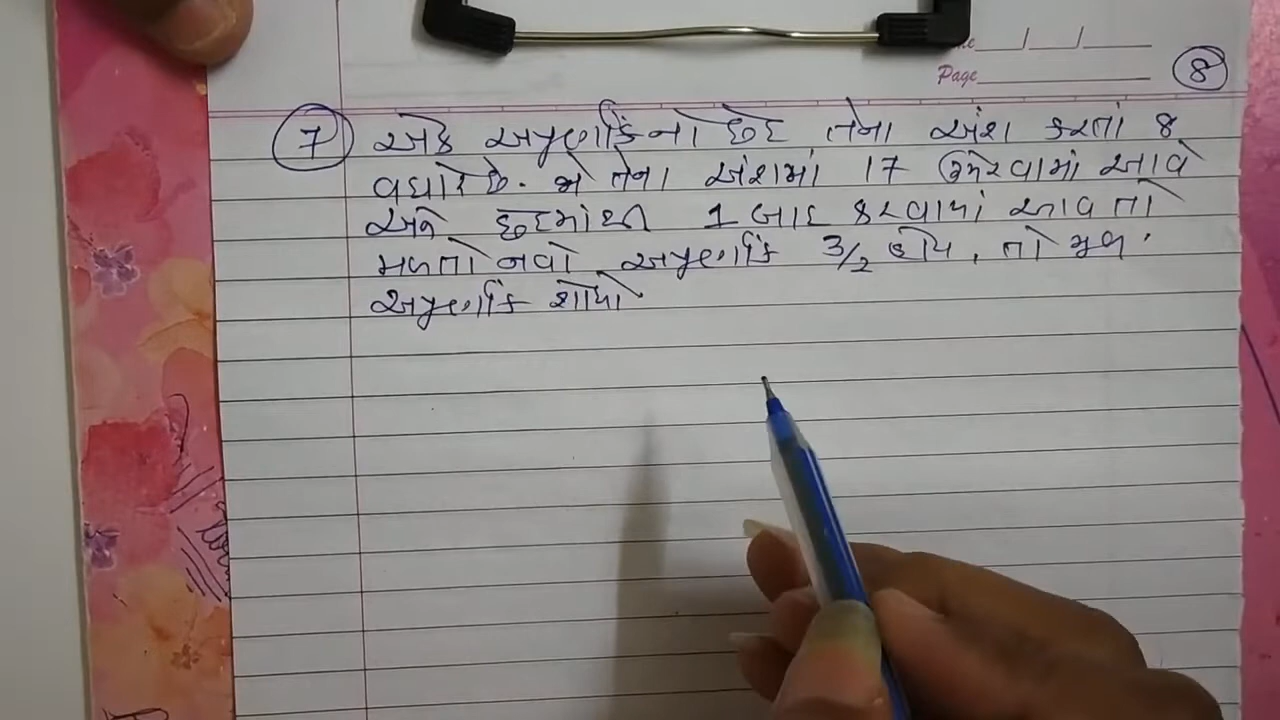 Page
8
7 એક અપૂર્ણાંકનો છેદ તેના અંશ કરતાં 8
વધારે છે. જો તેના અંશમાં 17 ઉમેરવામાં આવે
અને છેદમાંથી 1 બાદ કરવામાં આવે તો
મળતો નવો અપૂર્ણાંક 3/2 હોય, તો મુળ
અપૂર્ણાંક શોધો